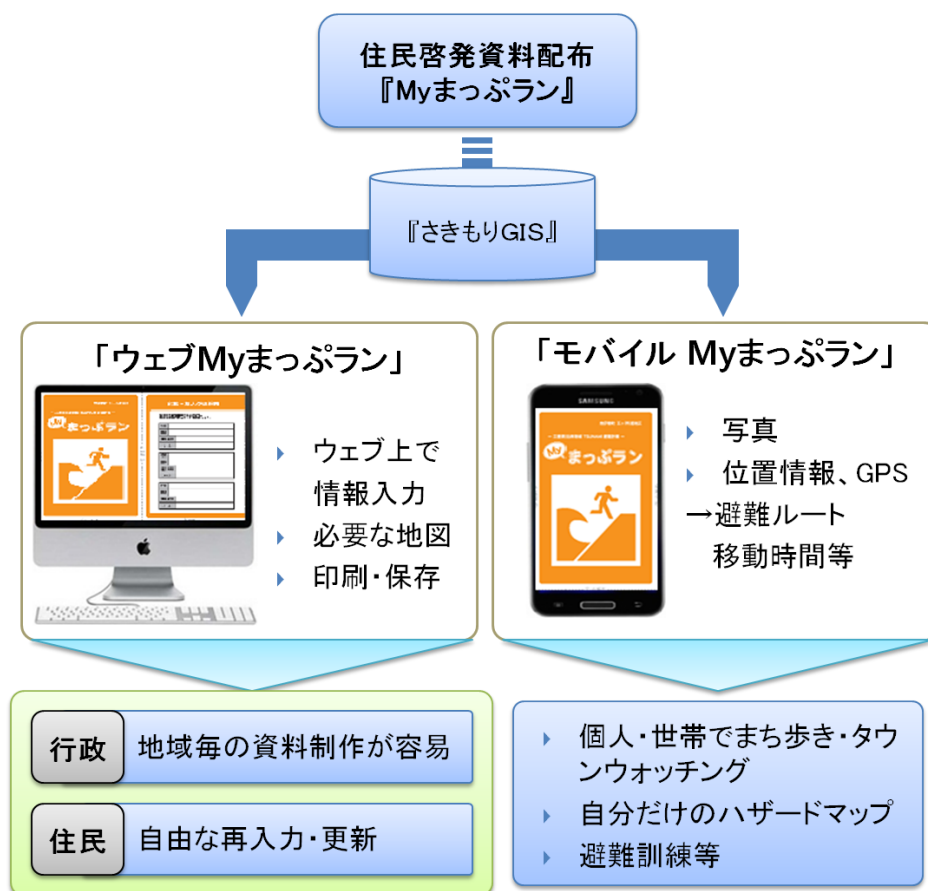 住民啓発資料配布
『Myまっぷラン』
『さきもりGIS』
「ウェブMyまっぷラン」
My まっぷラン
ウェブ上で
情報入力
必要な地図
印刷・保存
「モバイル Myまっぷラン」
SAMSUNG
My まっぷラン
写真
位置情報、GPS
→避難ルート
移動時間等
行政 地域毎の資料制作が容易
住民 自由な再入力・更新
個人・世帯でまち歩き・タウ
ンウォッチング
自分だけのハザードマップ
避難訓練等